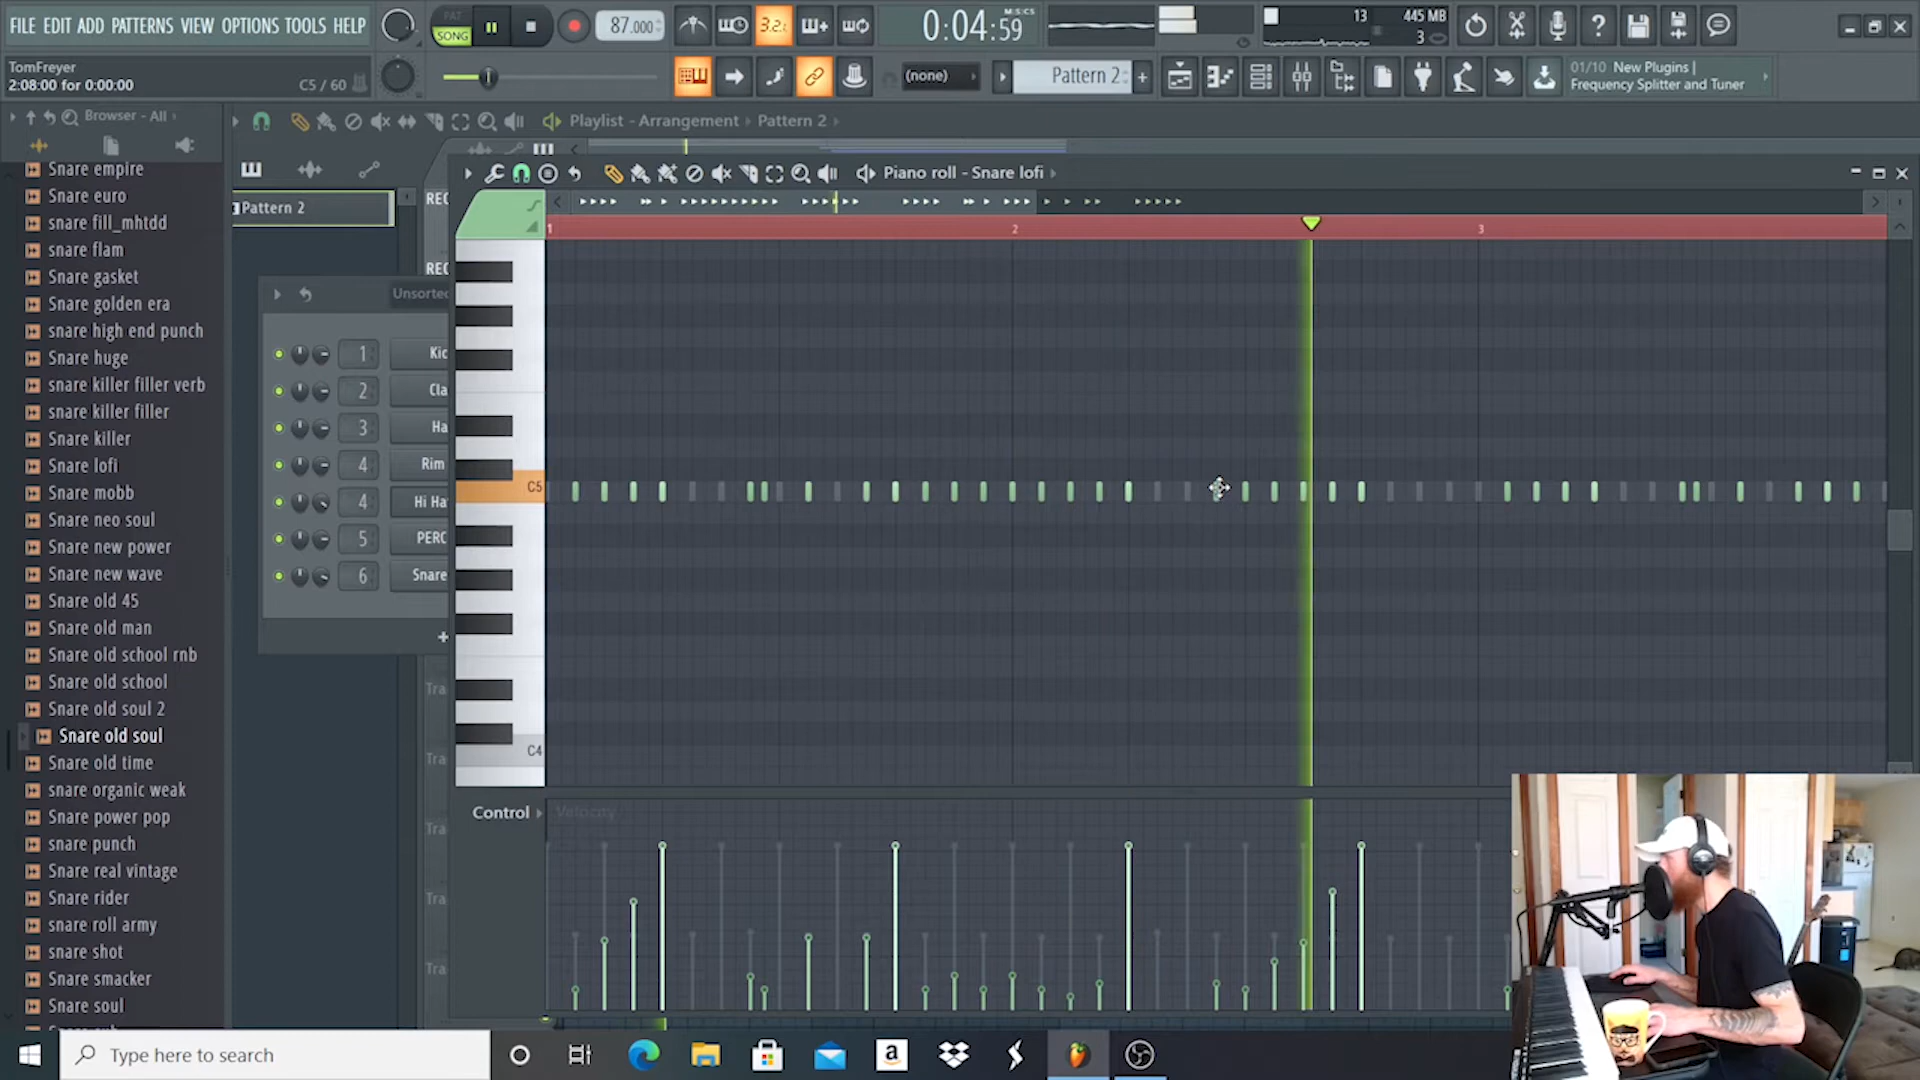 FILE EDIT ADD PATTERNS VIEW OPTIONS TOOLS HELP
PAT
SONG
87.000
3.2
0:04:59
M:S:CS
13
445 MB
3
TomFreyer
2:08:00 for 0:00:00
C5 / 60
(none)
Pattern 2
01/10 New Plugins |
Frequency Splitter and Tuner
Browser - All
Playlist - Arrangement
Pattern 2
Piano roll - Snare lofi
Pattern 2
REC
REC
1
2
3
Unsorted
1
Kic
2
Cla
3
Ha
4
Rim
4
Hi Ha
5
PERC
6
Snare
C5
C4
Tra
Tra
Tra
Tra
Tra
Control
Velocity
Snare empire
Snare euro
snare fill_mhtdd
snare flam
Snare gasket
Snare golden era
snare high end punch
Snare huge
snare killer filler verb
snare killer filler
Snare killer
Snare lofi
Snare mobb
Snare neo soul
Snare new power
Snare new wave
Snare old 45
Snare old man
Snare old school rnb
Snare old school
Snare old soul 2
Snare old soul
Snare old time
snare organic weak
Snare power pop
snare punch
Snare real vintage
Snare rider
snare roll army
snare shot
Snare smacker
Snare soul
Type here to search